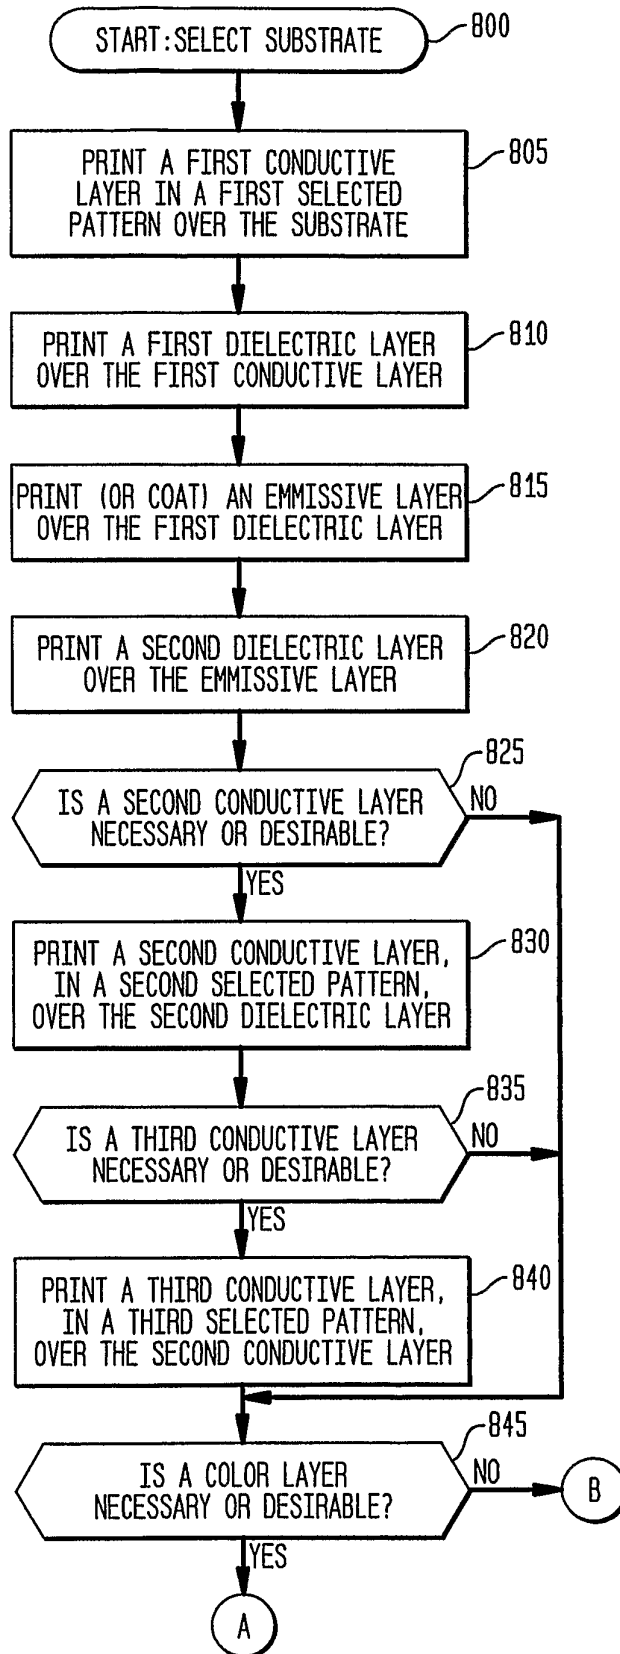 START:SELECT SUBSTRATE
800
PRINT A FIRST CONDUCTIVE
LAYER IN A FIRST SELECTED
PATTERN OVER THE SUBSTRATE
805
PRINT A FIRST DIELECTRIC LAYER
OVER THE FIRST CONDUCTIVE LAYER
810
PRINT (OR COAT) AN EMMISSIVE LAYER
OVER THE FIRST DIELECTRIC LAYER
815
PRINT A SECOND DIELECTRIC LAYER
OVER THE EMMISSIVE LAYER
820
IS A SECOND CONDUCTIVE LAYER
NECESSARY OR DESIRABLE?
825
NO
YES
PRINT A SECOND CONDUCTIVE LAYER,
IN A SECOND SELECTED PATTERN,
OVER THE SECOND DIELECTRIC LAYER
830
IS A THIRD CONDUCTIVE LAYER
NECESSARY OR DESIRABLE?
835
NO
YES
PRINT A THIRD CONDUCTIVE LAYER,
IN A THIRD SELECTED PATTERN,
OVER THE SECOND CONDUCTIVE LAYER
840
IS A COLOR LAYER
NECESSARY OR DESIRABLE?
845
NO
B
YES
A